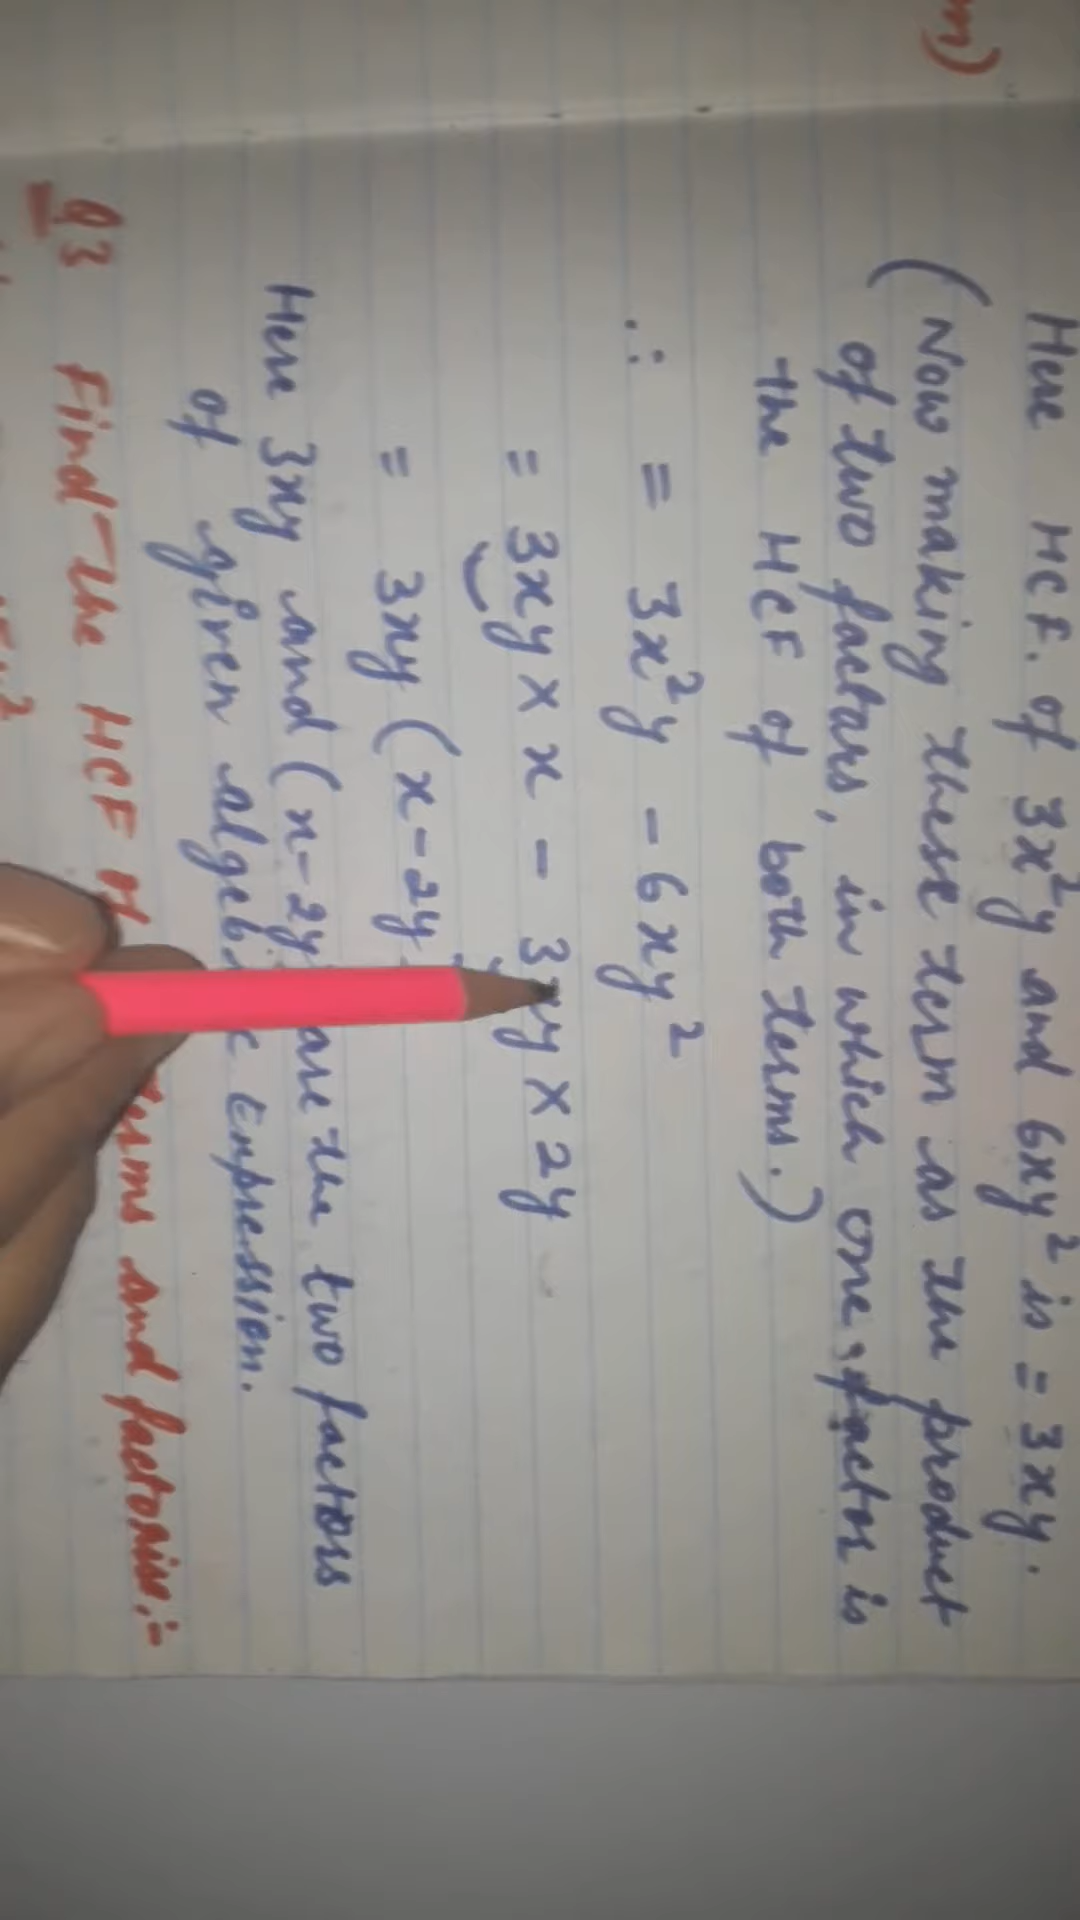 m)
Here HCF. of 3x²y and 6xy² is = 3xy.
(Now making these term as the product
of two factors, in which one factor is
the HCF of both terms.)
∴ = 3x²y - 6xy²
= 3xy × x - 3xy × 2y
= 3xy (x-2y
Here 3xy and (x-2y are the two factors
of given algebraic Expression.
Q3 Find the HCF and factorise:-